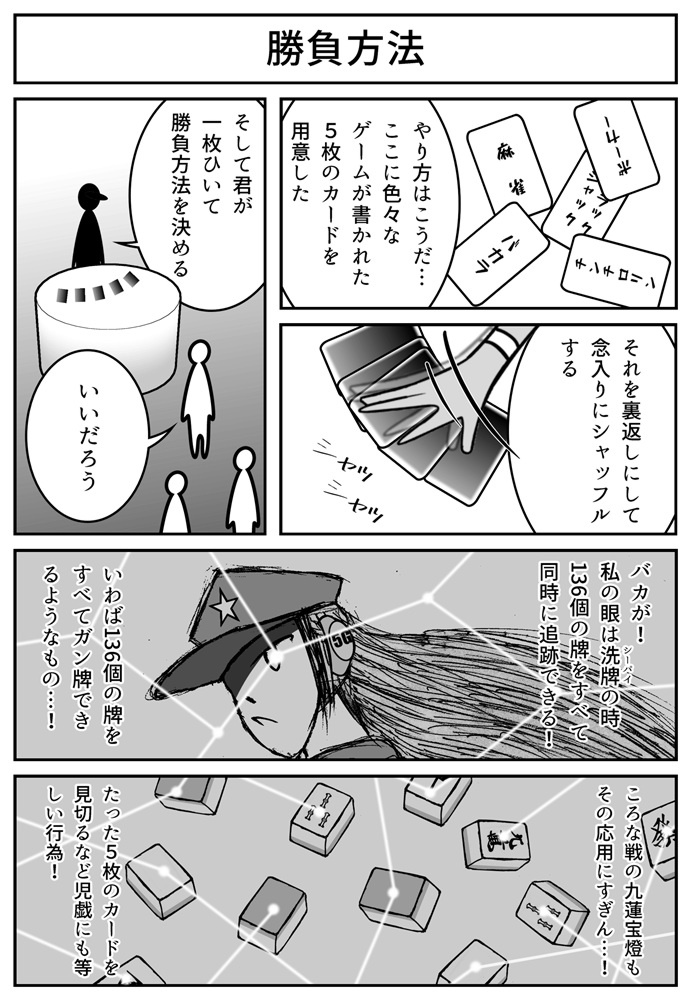 勝負方法
やり方はこうだ…
ここに色々な
ゲームが書かれた
５枚のカードを
用意した
ポーカー
麻雀
バカラ
チンチロリン
それを裏返しにして
念入りにシャッフル
する
シャッ
シャッ
そして君が
一枚ひいて
勝負方法を決める
いいだろう
バカが！
私の眼は洗牌の時
シーパイ
136個の牌をすべて
同時に追跡できる！
5G
いわば136個の牌を
すべてガン牌でき
るようなもの…！
ころな戦の九蓮宝燈も
その応用にすぎん…！
たった５枚のカードを
見切るなど児戯にも等
しい行為！
九萬